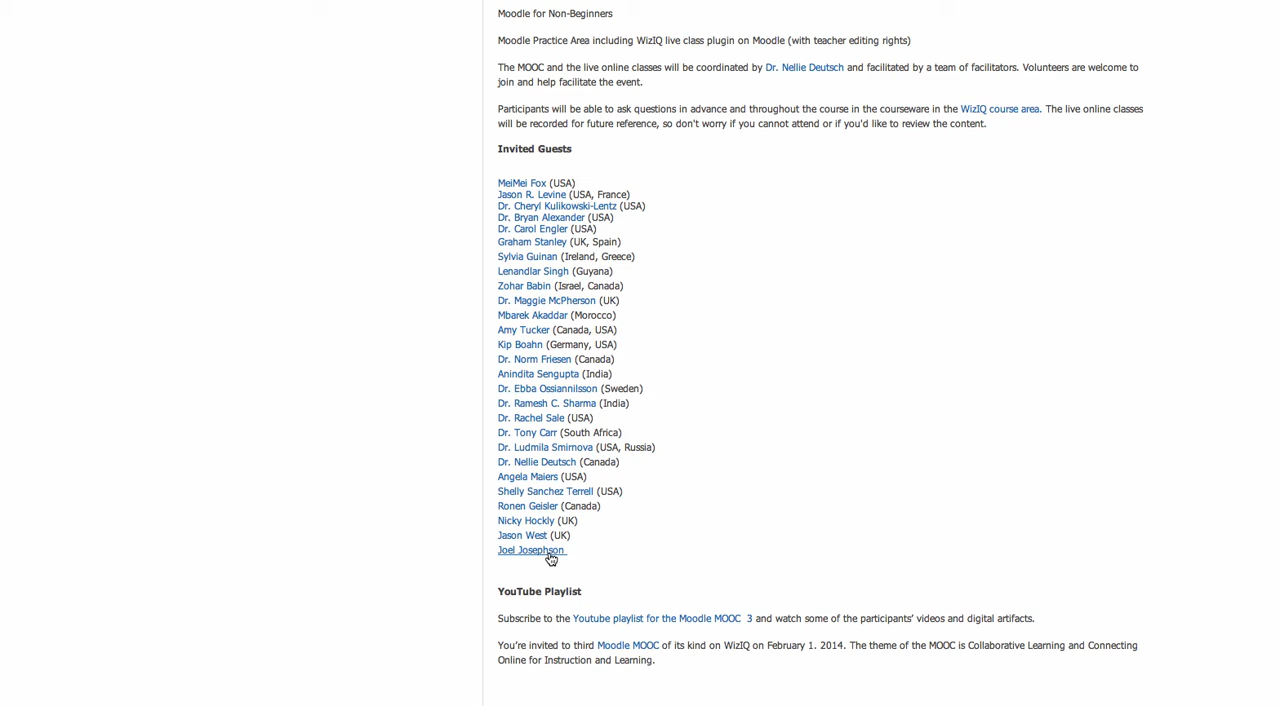 Moodle for Non-Beginners
Moodle Practice Area including WizIQ live class plugin on Moodle (with teacher editing rights)
The MOOC and the live online classes will be coordinated by Dr. Nellie Deutsch and facilitated by a team of facilitators. Volunteers are welcome to
join and help facilitate the event.
Participants will be able to ask questions in advance and throughout the course in the courseware in the WizIQ course area. The live online classes
will be recorded for future reference, so don't worry if you cannot attend or if you'd like to review the content.
Invited Guests
MeiMei Fox (USA)
Jason R. Levine (USA, France)
Dr. Cheryl Kulikowski-Lentz (USA)
Dr. Bryan Alexander (USA)
Dr. Carol Engler (USA)
Graham Stanley (UK, Spain)
Sylvia Guinan (Ireland, Greece)
Lenandlar Singh (Guyana)
Zohar Babin (Israel, Canada)
Dr. Maggie McPherson (UK)
Mbarek Akaddar (Morocco)
Amy Tucker (Canada, USA)
Kip Boahn (Germany, USA)
Dr. Norm Friesen (Canada)
Anindita Sengupta (India)
Dr. Ebba Ossiannilsson (Sweden)
Dr. Ramesh C. Sharma (India)
Dr. Rachel Sale (USA)
Dr. Tony Carr (South Africa)
Dr. Ludmila Smirnova (USA, Russia)
Dr. Nellie Deutsch (Canada)
Angela Maiers (USA)
Shelly Sanchez Terrell (USA)
Ronen Geisler (Canada)
Nicky Hockly (UK)
Jason West (UK)
Joel Josephson
YouTube Playlist
Subscribe to the Youtube playlist for the Moodle MOOC 3 and watch some of the participants’ videos and digital artifacts.
You’re invited to third Moodle MOOC of its kind on WizIQ on February 1. 2014. The theme of the MOOC is Collaborative Learning and Connecting
Online for Instruction and Learning.